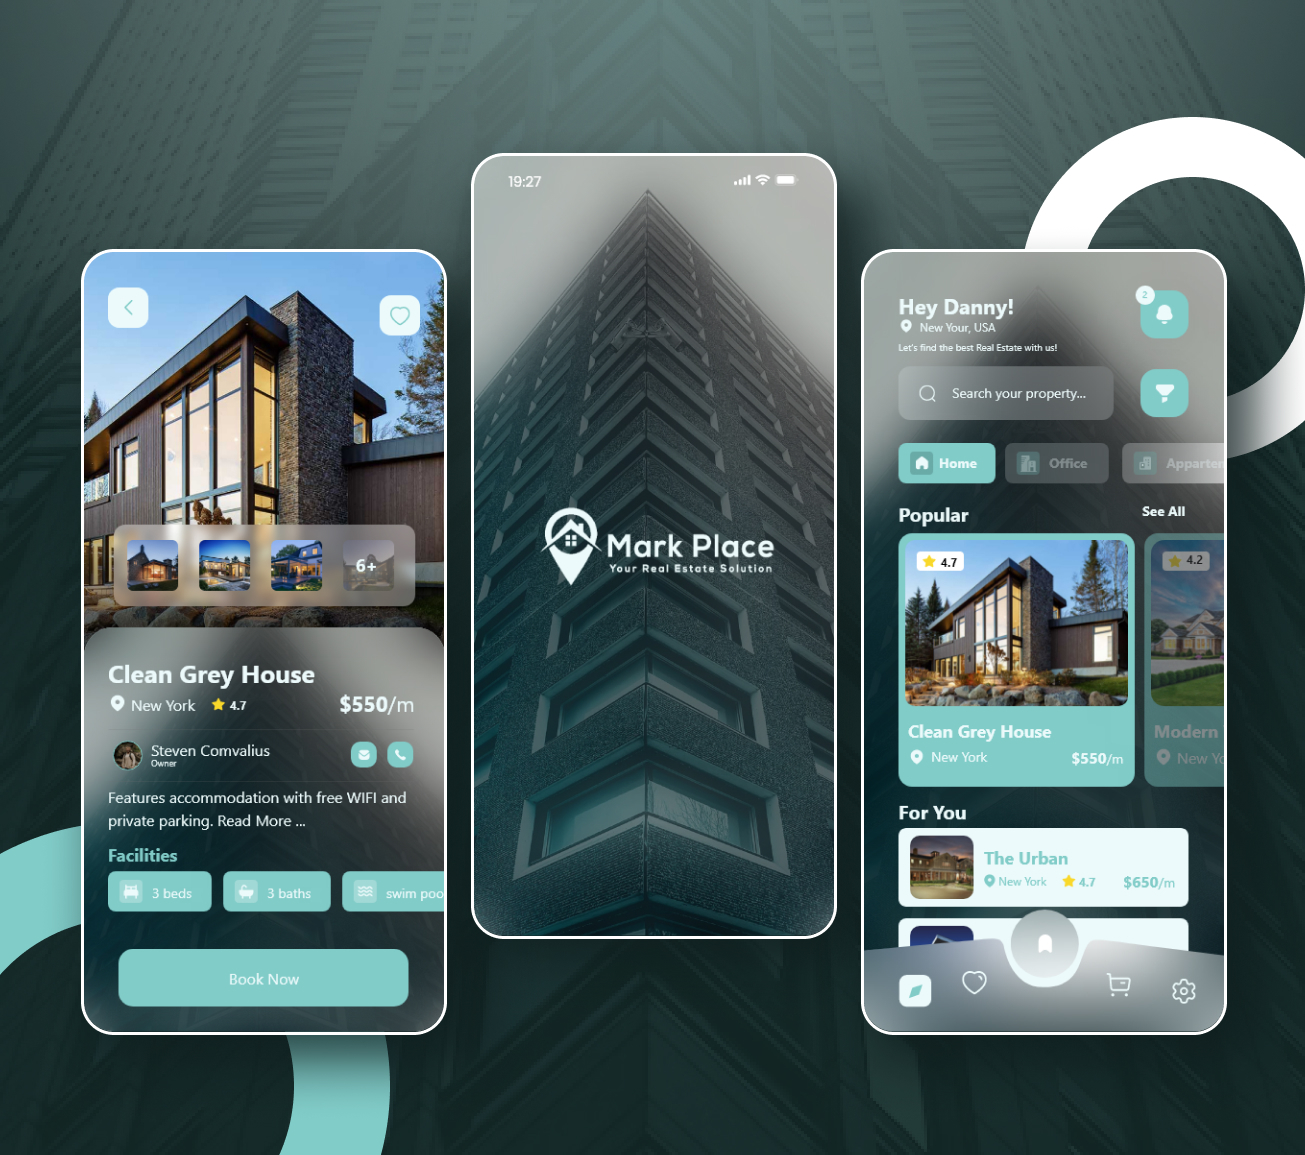 6+
Clean Grey House
New York 4.7 $550/m
Steven Comvalius
Owner
Features accommodation with free WIFI and
private parking. Read More ...
Facilities
3 beds 3 baths swim poo
Book Now
19:27
Mark Place
Your Real Estate Solution
Hey Danny!
2
New Your, USA
Let's find the best Real Estate with us!
Search your property...
Home Office Apparten
Popular See All
4.7
Clean Grey House
New York $550/m
4.2
Modern
New Yo
For You
The Urban
New York 4.7 $650/m